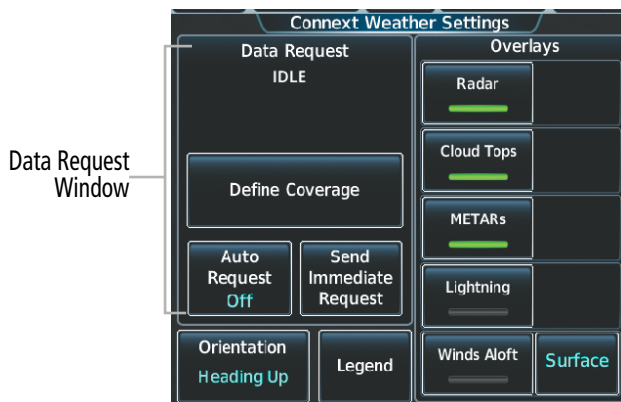 Connext Weather Settings
Data Request
IDLE
Define Coverage
Auto
Request
Off
Send
Immediate
Request
Orientation
Heading Up
Legend
Overlays
Radar
Cloud Tops
METARs
Lightning
Winds Aloft
Surface
Data Request
Window